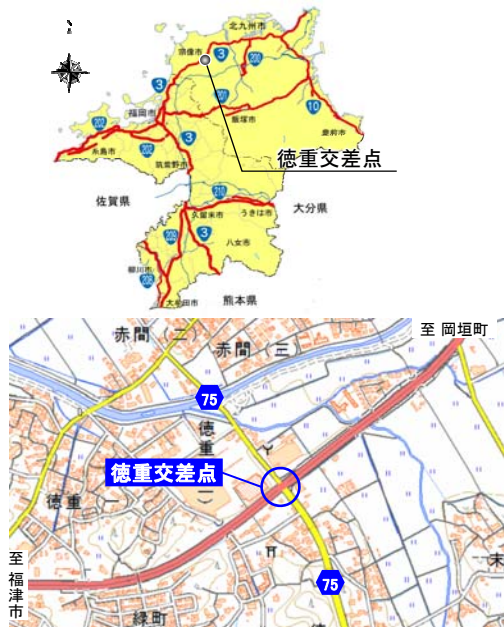 北九州市
宗像市
3
200
3
201
福岡市
飯塚市
10
202
豊前市
糸島市
202
3
筑紫野市
徳重交差点
佐賀県
210
大分県
久留米市
うきは市
209
3
八女市
柳川市
208
大牟田市
熊本県
至 岡垣町
赤間(二)
赤間(三
75
徳重(二)
徳重交差点
徳重一
至 福津市
75
緑町
末
徳